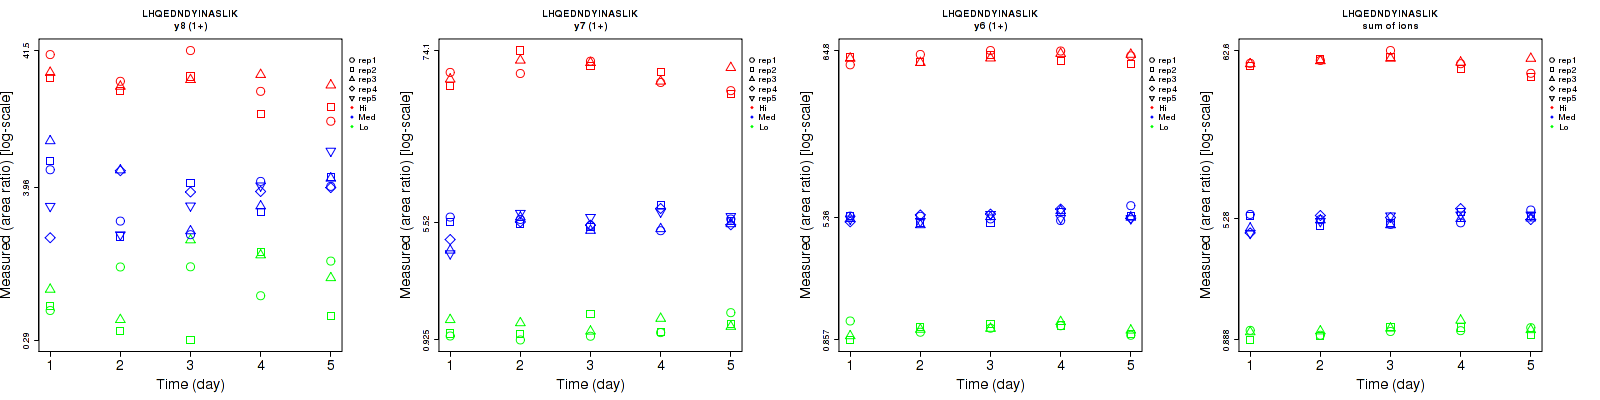 LHQEDNDYINASLIK
y8 (1+)
Measured (area ratio) [log-scale]
41.5
3.96
0.29
1 2 3 4 5
Time (day)
rep1
rep2
rep3
rep4
rep5
Hi
Med
Lo
LHQEDNDYINASLIK
y7 (1+)
Measured (area ratio) [log-scale]
74.1
5.52
0.925
1 2 3 4 5
Time (day)
rep1
rep2
rep3
rep4
rep5
Hi
Med
Lo
LHQEDNDYINASLIK
y6 (1+)
Measured (area ratio) [log-scale]
64.8
5.36
0.857
1 2 3 4 5
Time (day)
rep1
rep2
rep3
rep4
rep5
Hi
Med
Lo
LHQEDNDYINASLIK
sum of ions
Measured (area ratio) [log-scale]
62.8
5.28
0.888
1 2 3 4 5
Time (day)
rep1
rep2
rep3
rep4
rep5
Hi
Med
Lo